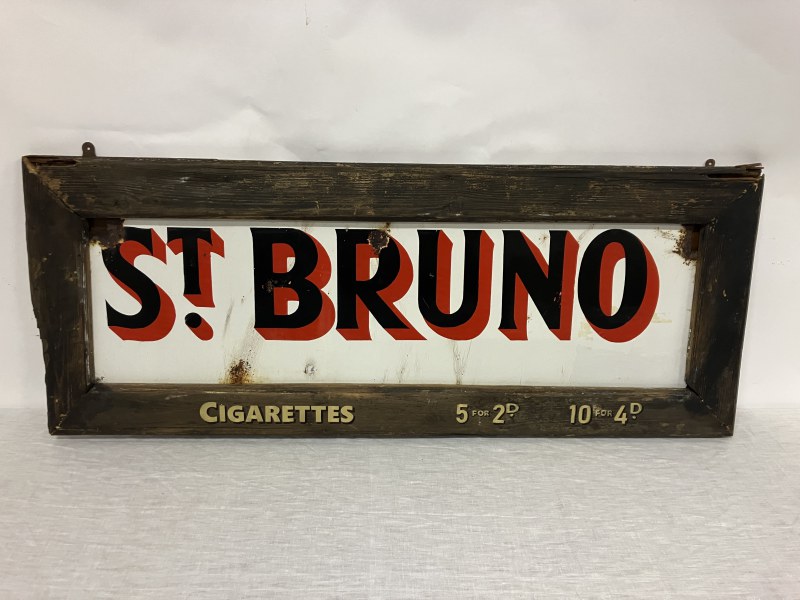 ST. BRUNO
CIGARETTES 5 FOR 2D. 10 FOR 4D.